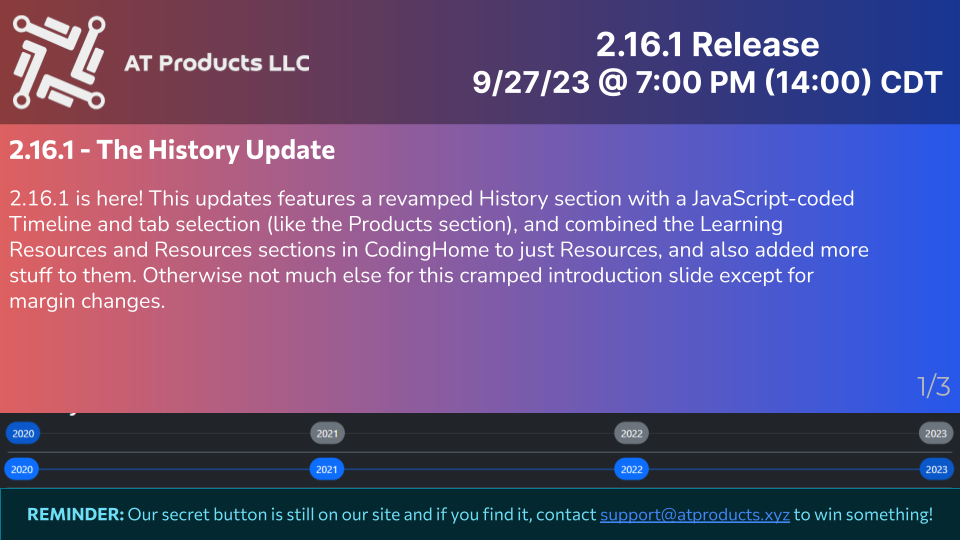 AT Products LLC
2.16.1 Release
9/27/23 @ 7:00 PM (14:00) CDT
2.16.1 - The History Update
2.16.1 is here! This updates features a revamped History section with a JavaScript-coded
Timeline and tab selection (like the Products section), and combined the Learning
Resources and Resources sections in CodingHome to just Resources, and also added more
stuff to them. Otherwise not much else for this cramped introduction slide except for
margin changes.
1/3
2020 2021 2022 2023
2020 2021 2022 2023
REMINDER: Our secret button is still on our site and if you find it, contact support@atproducts.xyz to win something!